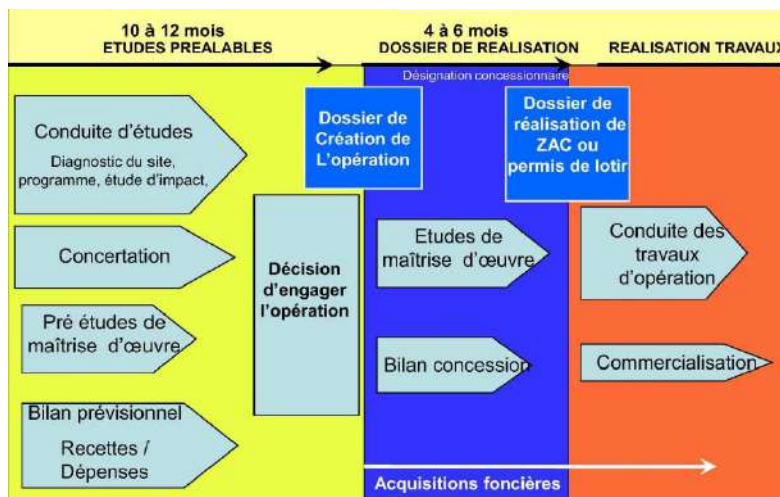 10 à 12 mois
ETUDES PREALABLES
4 à 6 mois
DOSSIER DE REALISATION
REALISATION TRAVAUX
Désignation concessionnaire
Conduite d'études
Diagnostic du site,
programme, étude d'impact,
Concertation
Pré études de
maîtrise d'œuvre
Bilan prévisionnel
Recettes /
Dépenses
Décision
d'engager
l'opération
Dossier de
Création de
L'opération
Etudes de
maîtrise d'œuvre
Bilan concession
Dossier de
réalisation de
ZAC ou
permis de lotir
Conduite des
travaux
d'opération
Commercialisation
Acquisitions foncières